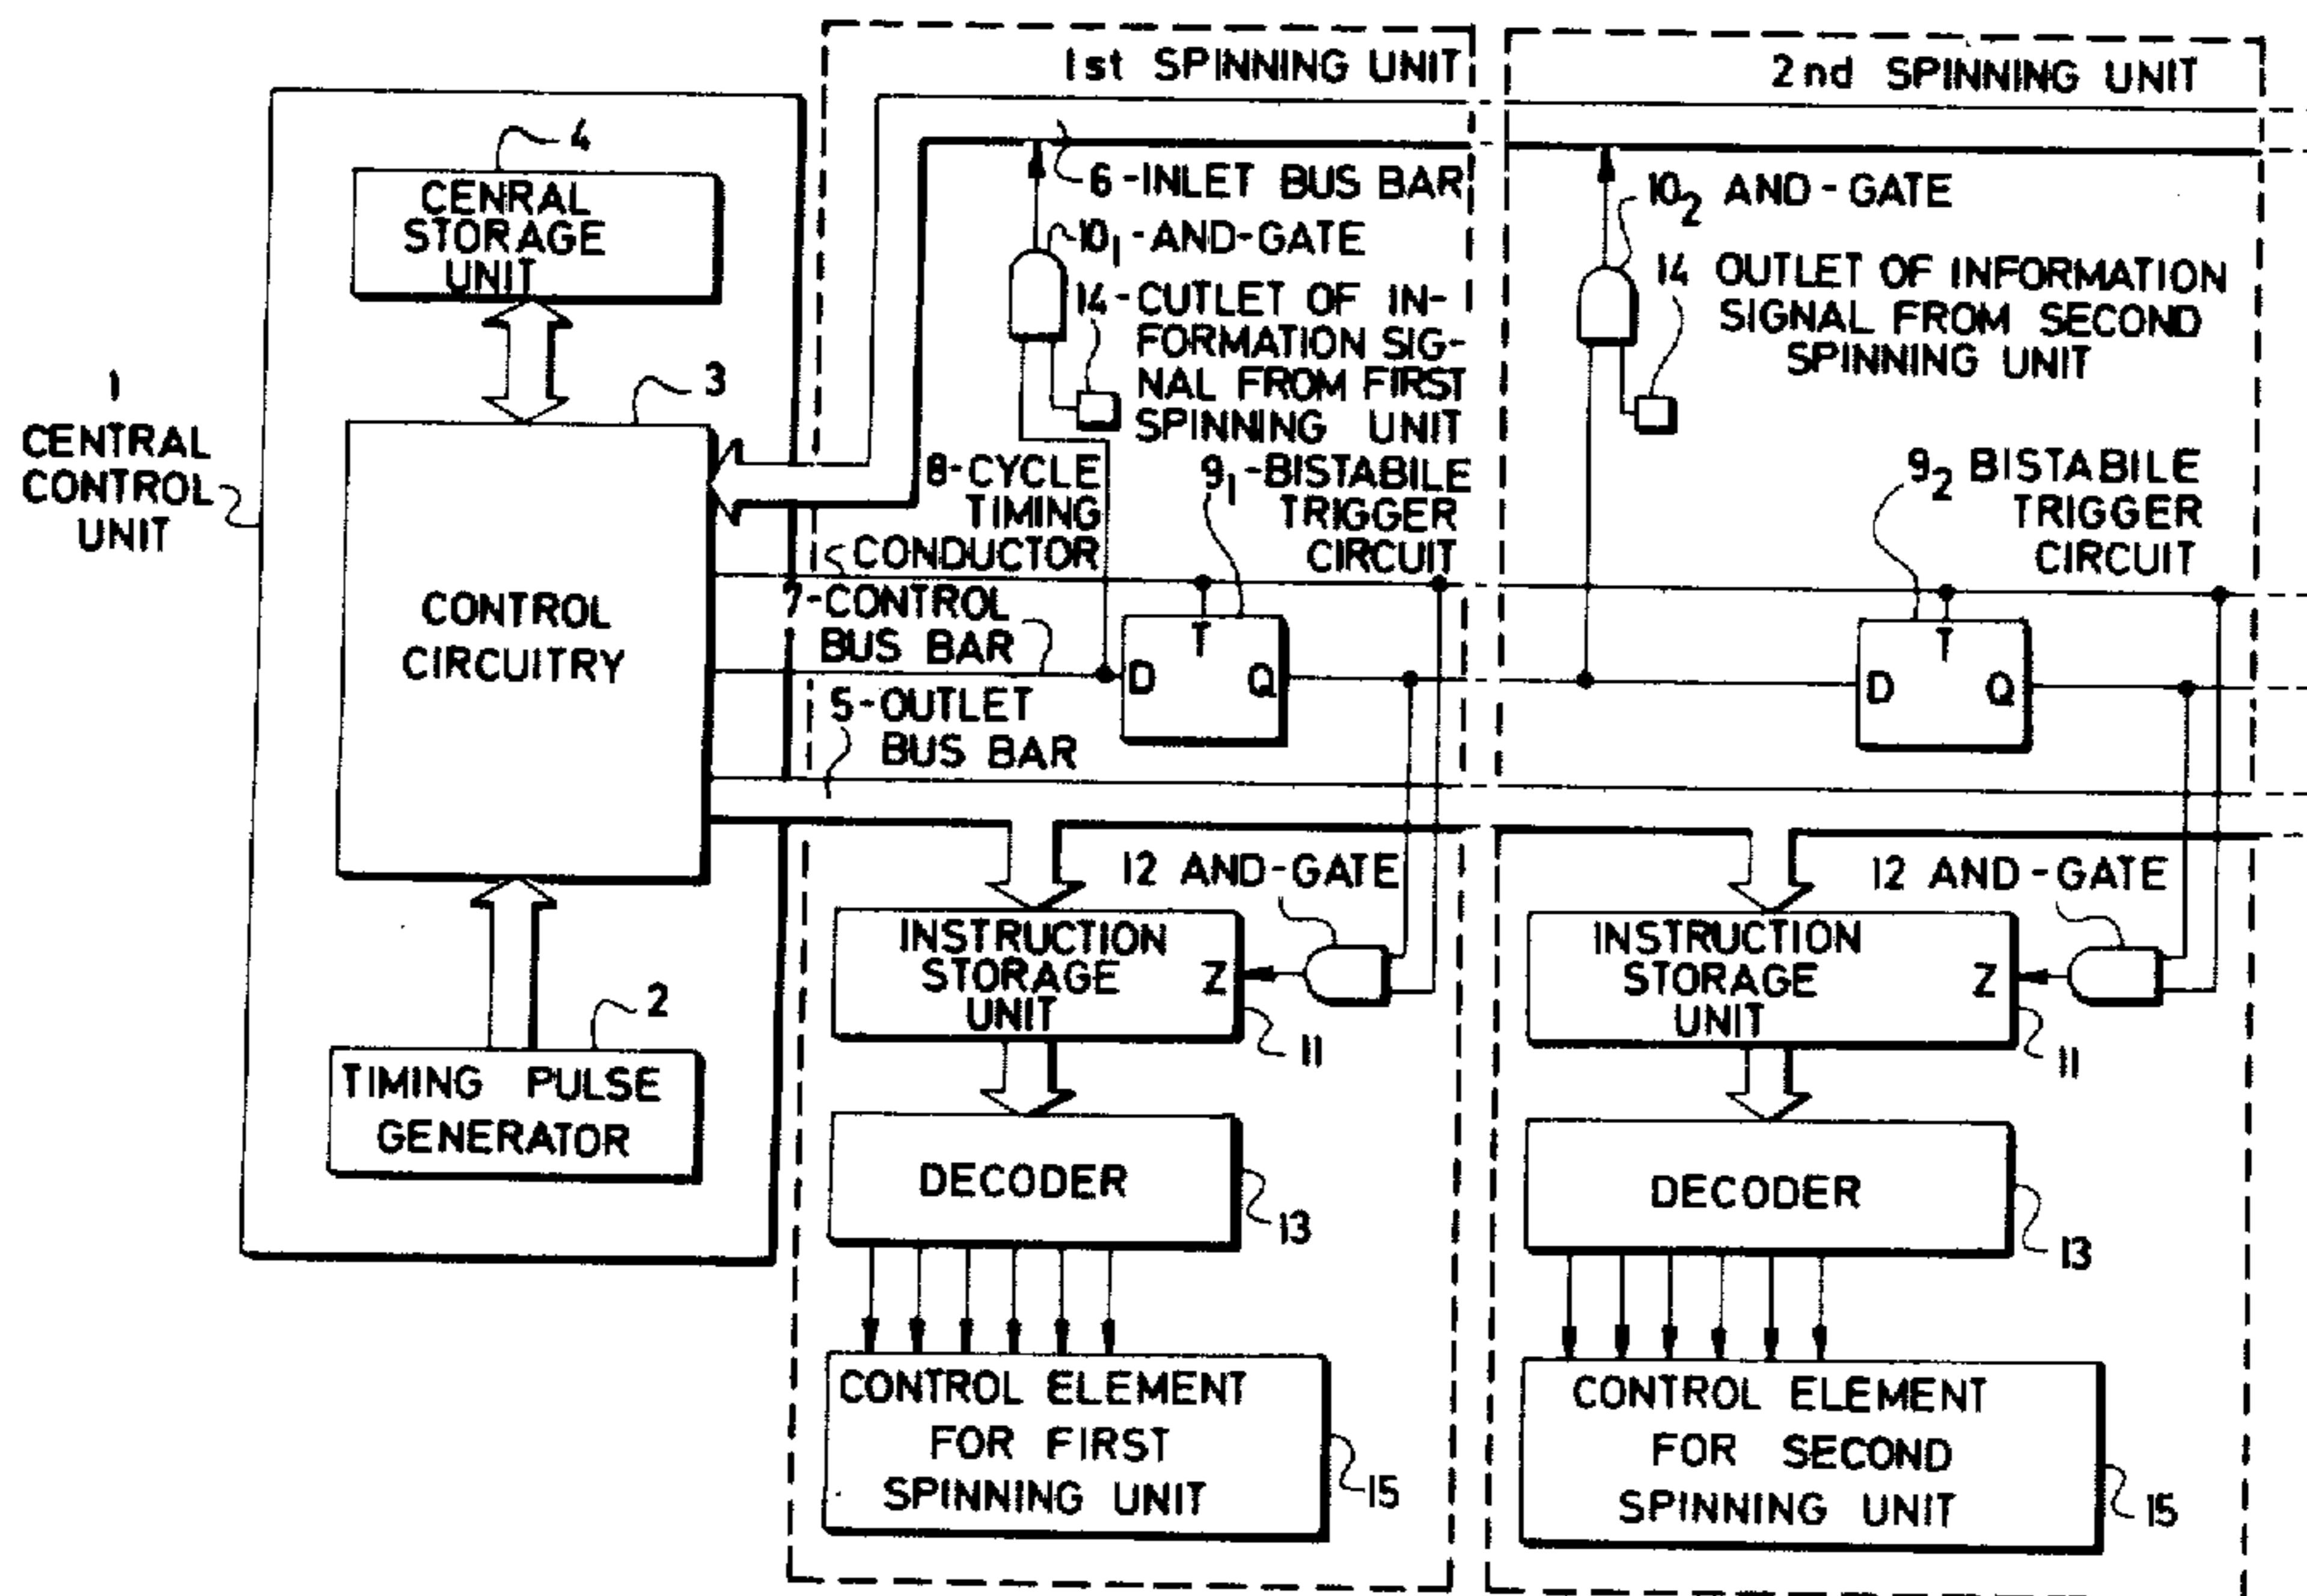 1
CENTRAL
CONTROL
UNIT
4
CENRAL
STORAGE
UNIT
3
CONTROL
CIRCUITRY
2
TIMING PULSE
GENERATOR
1st SPINNING UNIT
6-INLET BUS BAR
10₁-AND-GATE
14-CUTLET OF IN-
FORMATION SIG-
NAL FROM FIRST
SPINNING UNIT
8-CYCLE
TIMING
CONDUCTOR
9₁-BISTABILE
TRIGGER
CIRCUIT
7-CONTROL
BUS BAR
T
D
Q
5-OUTLET
BUS BAR
12 AND-GATE
INSTRUCTION
STORAGE
UNIT
Z
11
DECODER
13
CONTROL ELEMENT
FOR FIRST
SPINNING UNIT
15
2nd SPINNING UNIT
10₂ AND-GATE
14 OUTLET OF INFORMATION
SIGNAL FROM SECOND
SPINNING UNIT
9₂ BISTABILE
TRIGGER
CIRCUIT
T
D
Q
12 AND-GATE
INSTRUCTION
STORAGE
UNIT
Z
11
DECODER
13
CONTROL ELEMENT
FOR SECOND
SPINNING UNIT
15